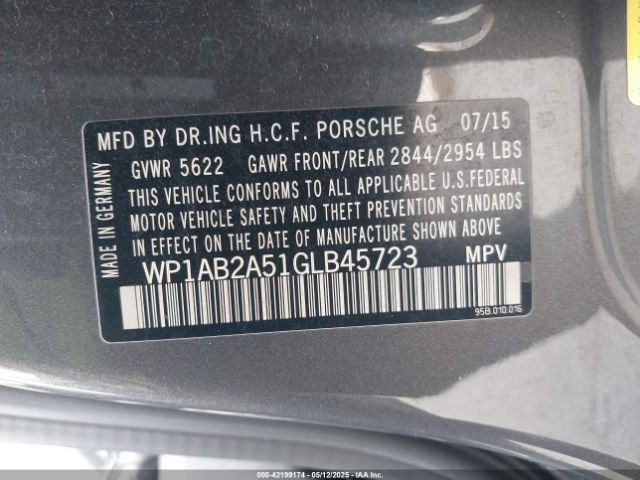 MFD BY DR.ING H.C.F. PORSCHE AG 07/15
GVWR 5622 GAWR FRONT/REAR 2844/2954 LBS
THIS VEHICLE CONFORMS TO ALL APPLICABLE U.S.FEDERAL
MOTOR VEHICLE SAFETY AND THEFT PREVENTION STANDARDS
IN EFFECT ON THE DATE OF MANUFACTURE SHOWN ABOVE
WP1AB2A51GLB45723 MPV
95B.010.016
MADE IN GERMANY
000-42199174 - 05/12/2025 - IAAI.COM